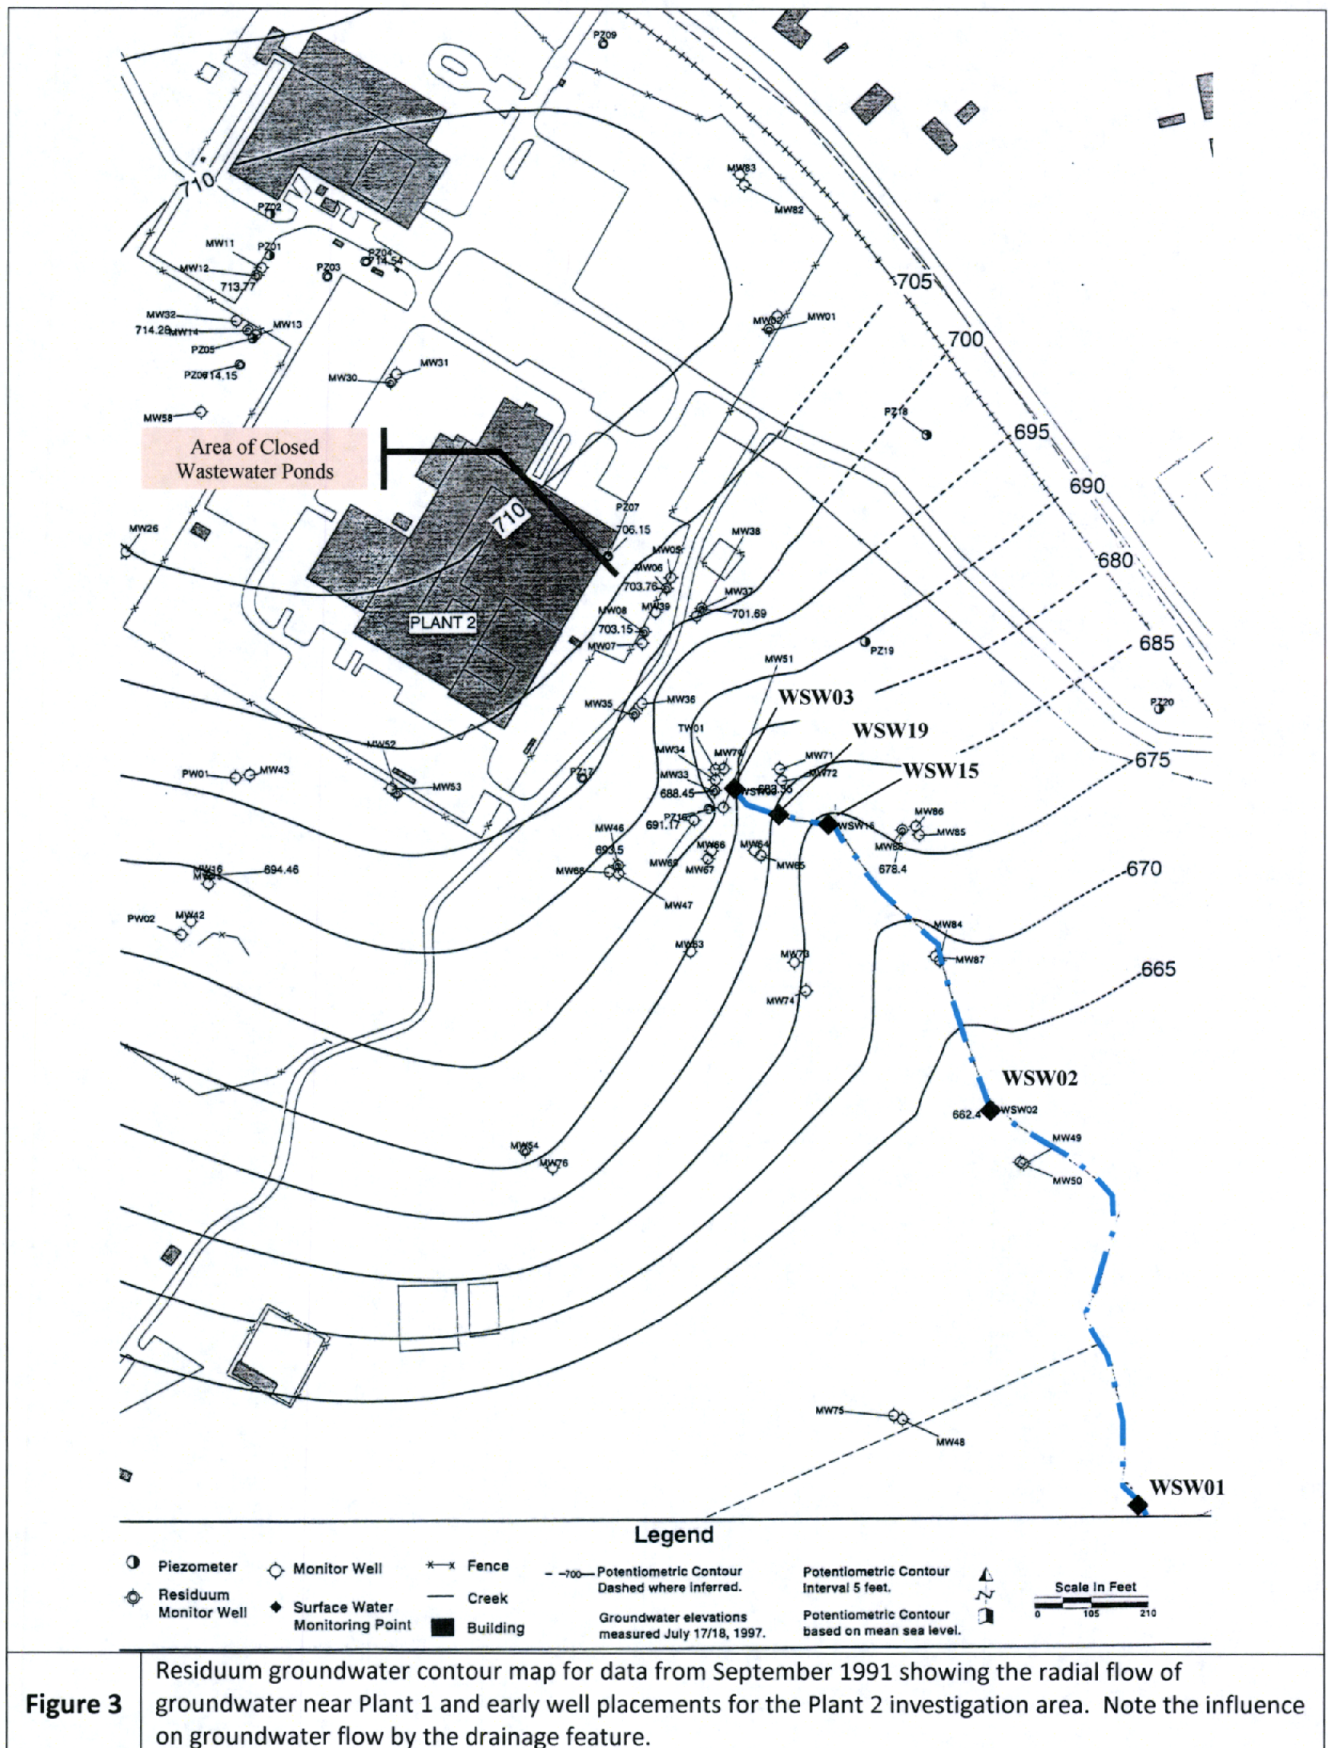 PZ09
MW83
MW82
710
PZ02
MW11
PZ01
PZ04
714.54
MW12
PZ03
713.77
705
MW32
MW13
714.28
MW14
MW01
PZ05
700
MW31
714.15
MW30
MW58
PZ18
695
Area of Closed
Wastewater Ponds
690
710
PZ07
706.15
MW26
MW38
MW05
680
MW06
703.76
MW37
MW08
MW39
701.69
703.15
PLANT 2
MW07
685
PZ19
MW51
WSW03
MW36
MW35
PZ20
TW01
WSW19
MW52
MW34
MW71
675
PW01
MW43
PZ17
MW33
MW72
WSW15
MW53
688.45
691.17
WSW15
MW86
MW46
MW85
693.5
MW66
MW64
MW65
678.4
694.46
MW68
MW67
670
MW47
PW02
MW42
MW84
MW73
MW87
665
MW74
WSW02
662.4
WSW02
MW49
MW54
MW76
MW50
MW75
MW48
WSW01
Legend
Piezometer
Monitor Well
Fence
700
Potentiometric Contour
Dashed where inferred.
Potentiometric Contour
Interval 5 feet.
Residuum
Monitor Well
Surface Water
Monitoring Point
Creek
Building
Groundwater elevations
measured July 17/18, 1997.
Potentiometric Contour
based on mean sea level.
Scale in Feet
0 105 210
Figure 3
Residuum groundwater contour map for data from September 1991 showing the radial flow of
groundwater near Plant 1 and early well placements for the Plant 2 investigation area. Note the influence
on groundwater flow by the drainage feature.